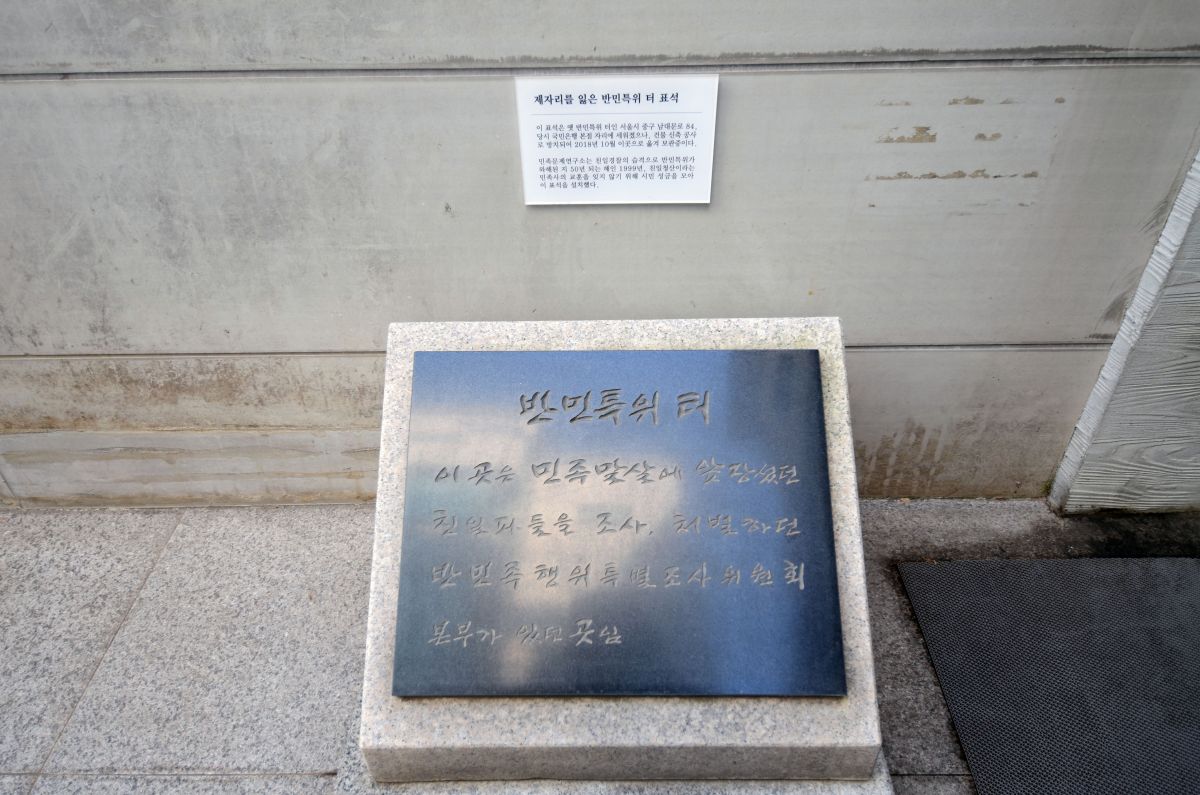 제자리를 잃은 반민특위 터 표석
이 표석은 옛 반민특위 터인 서울시 중구 남대문로 84,
당시 국민은행 본점 자리에 세워졌으나, 건물 신축 공사
로 방치되어 2018년 10월 이곳으로 옮겨 보관중이다.
민족문제연구소는 친일경찰의 습격으로 반민특위가
와해된 지 50년 되는 해인 1999년, 친일청산이라는
민족사의 교훈을 잊지 않기 위해 시민 성금을 모아
이 표석을 설치했다.
반민특위 터
이 곳은 민족말살에 앞장섰던
친일파들을 조사, 처벌하던
반민족행위특별조사위원회
본부가 있던 곳임